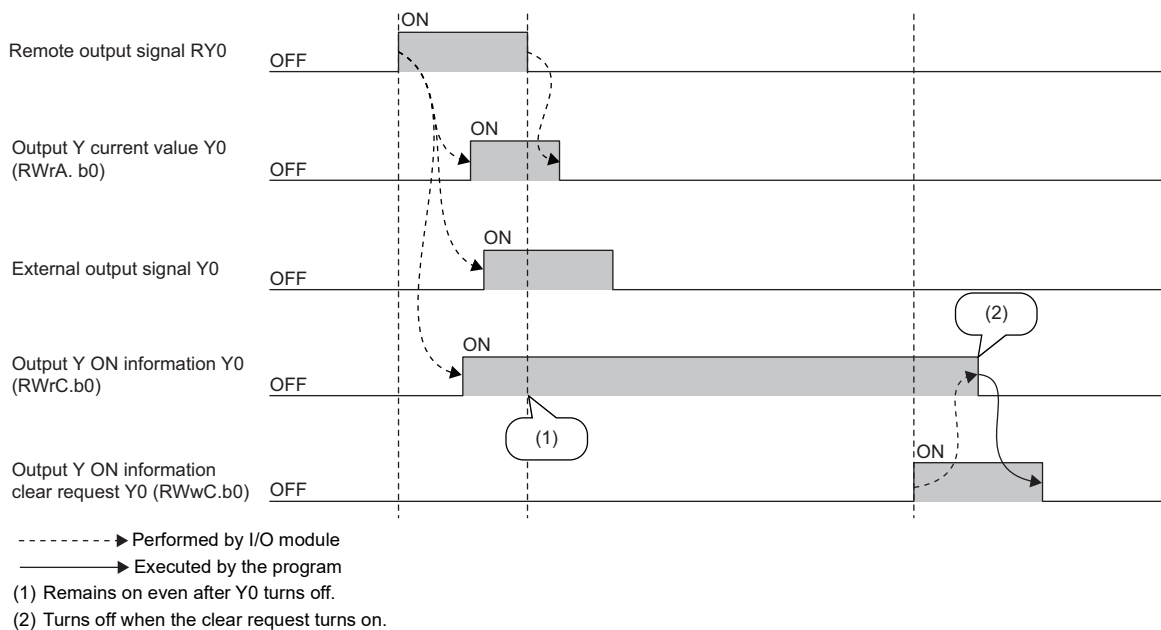 ON
Remote output signal RY0
OFF
ON
Output Y current value Y0
(RWrA. b0)
OFF
ON
External output signal Y0
OFF
(2)
ON
Output Y ON information Y0
(RWrC.b0)
OFF
(1)
ON
Output Y ON information
clear request Y0 (RWwC.b0)
OFF
Performed by I/O module
Executed by the program
(1) Remains on even after Y0 turns off.
(2) Turns off when the clear request turns on.